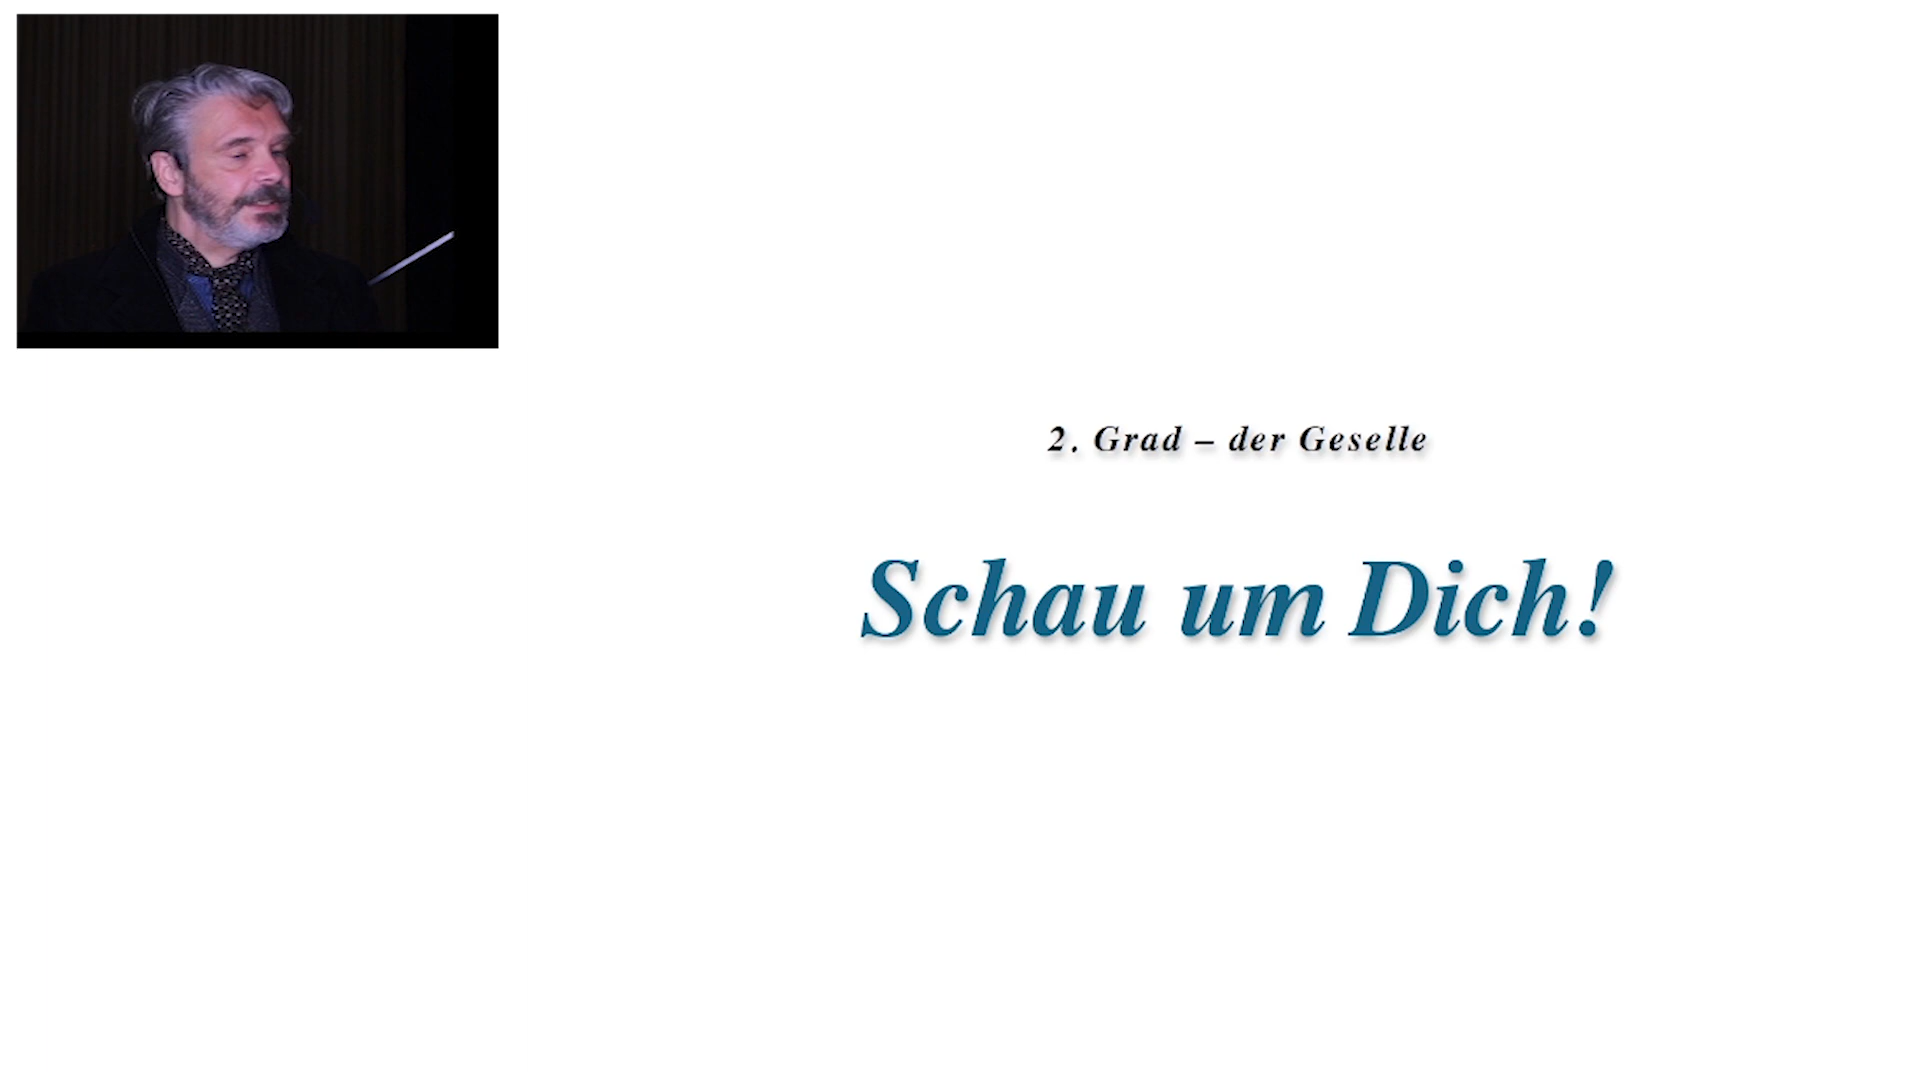 2. Grad – der Geselle
Schau um Dich!